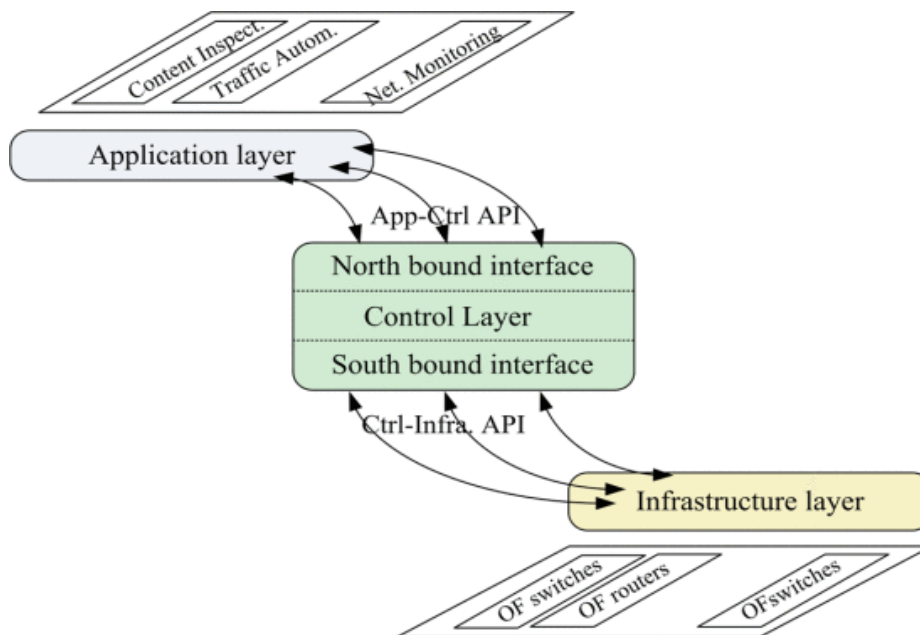 Content Inspect.
Traffic Autom.
Net. Monitoring
Application layer
App-Ctrl API
North bound interface
Control Layer
South bound interface
Ctrl-Infra. API
Infrastructure layer
OF switches
OF routers
OFswitches